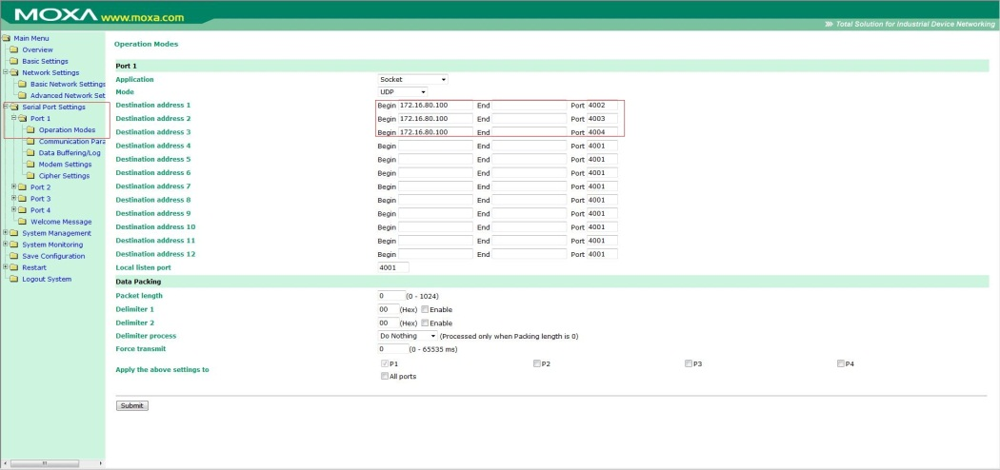 MOXA www.moxa.com
Total Solution for Industrial Device Networking
Main Menu
Overview
Basic Settings
Network Settings
Basic Network Settings
Advanced Network Set
Serial Port Settings
Port 1
Operation Modes
Communication Para
Data Buffering/Log
Modem Settings
Cipher Settings
Port 2
Port 3
Port 4
Welcome Message
System Management
System Monitoring
Save Configuration
Restart
Logout System
Operation Modes
Port 1
Application Socket
Mode UDP
Destination address 1 Begin 172.16.80.100 End Port 4002
Destination address 2 Begin 172.16.80.100 End Port 4003
Destination address 3 Begin 172.16.80.100 End Port 4004
Destination address 4 Begin End Port 4001
Destination address 5 Begin End Port 4001
Destination address 6 Begin End Port 4001
Destination address 7 Begin End Port 4001
Destination address 8 Begin End Port 4001
Destination address 9 Begin End Port 4001
Destination address 10 Begin End Port 4001
Destination address 11 Begin End Port 4001
Destination address 12 Begin End Port 4001
Local listen port 4001
Data Packing
Packet length 0 (0 - 1024)
Delimiter 1 00 (Hex) Enable
Delimiter 2 00 (Hex) Enable
Delimiter process Do Nothing (Processed only when Packing length is 0)
Force transmit 0 (0 - 65535 ms)
Apply the above settings to P1 P2 P3 P4
All ports
Submit